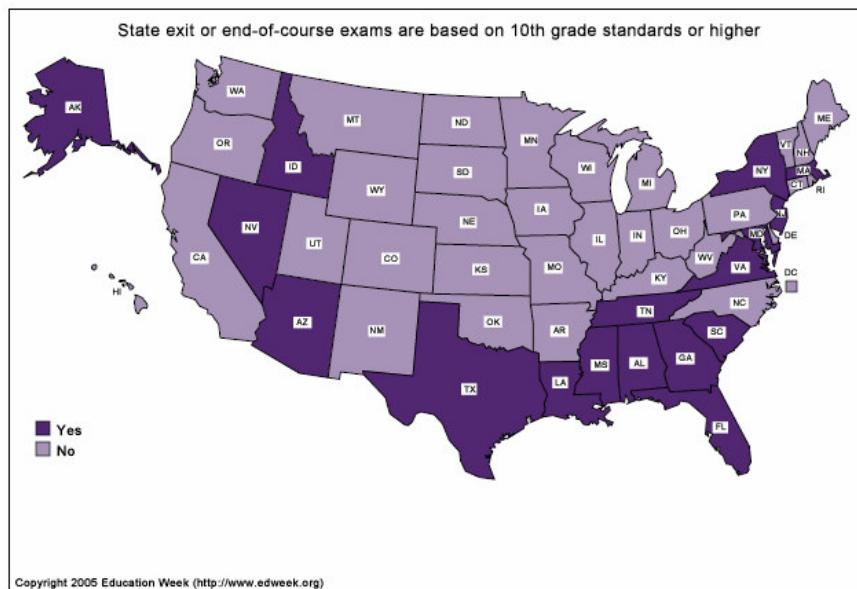 State exit or end-of-course exams are based on 10th grade standards or higher
AK
WA
MT
ND
MN
ME
VT
NH
OR
ID
SD
WI
NY
MA
CT
RI
WY
MI
NV
NE
IA
PA
NJ
CA
UT
CO
IL
IN
OH
MD
DE
KS
MO
WV
VA
DC
KY
HI
AZ
NM
OK
AR
TN
NC
SC
TX
LA
MS
AL
GA
FL
Yes
No
Copyright 2005 Education Week (http://www.edweek.org)